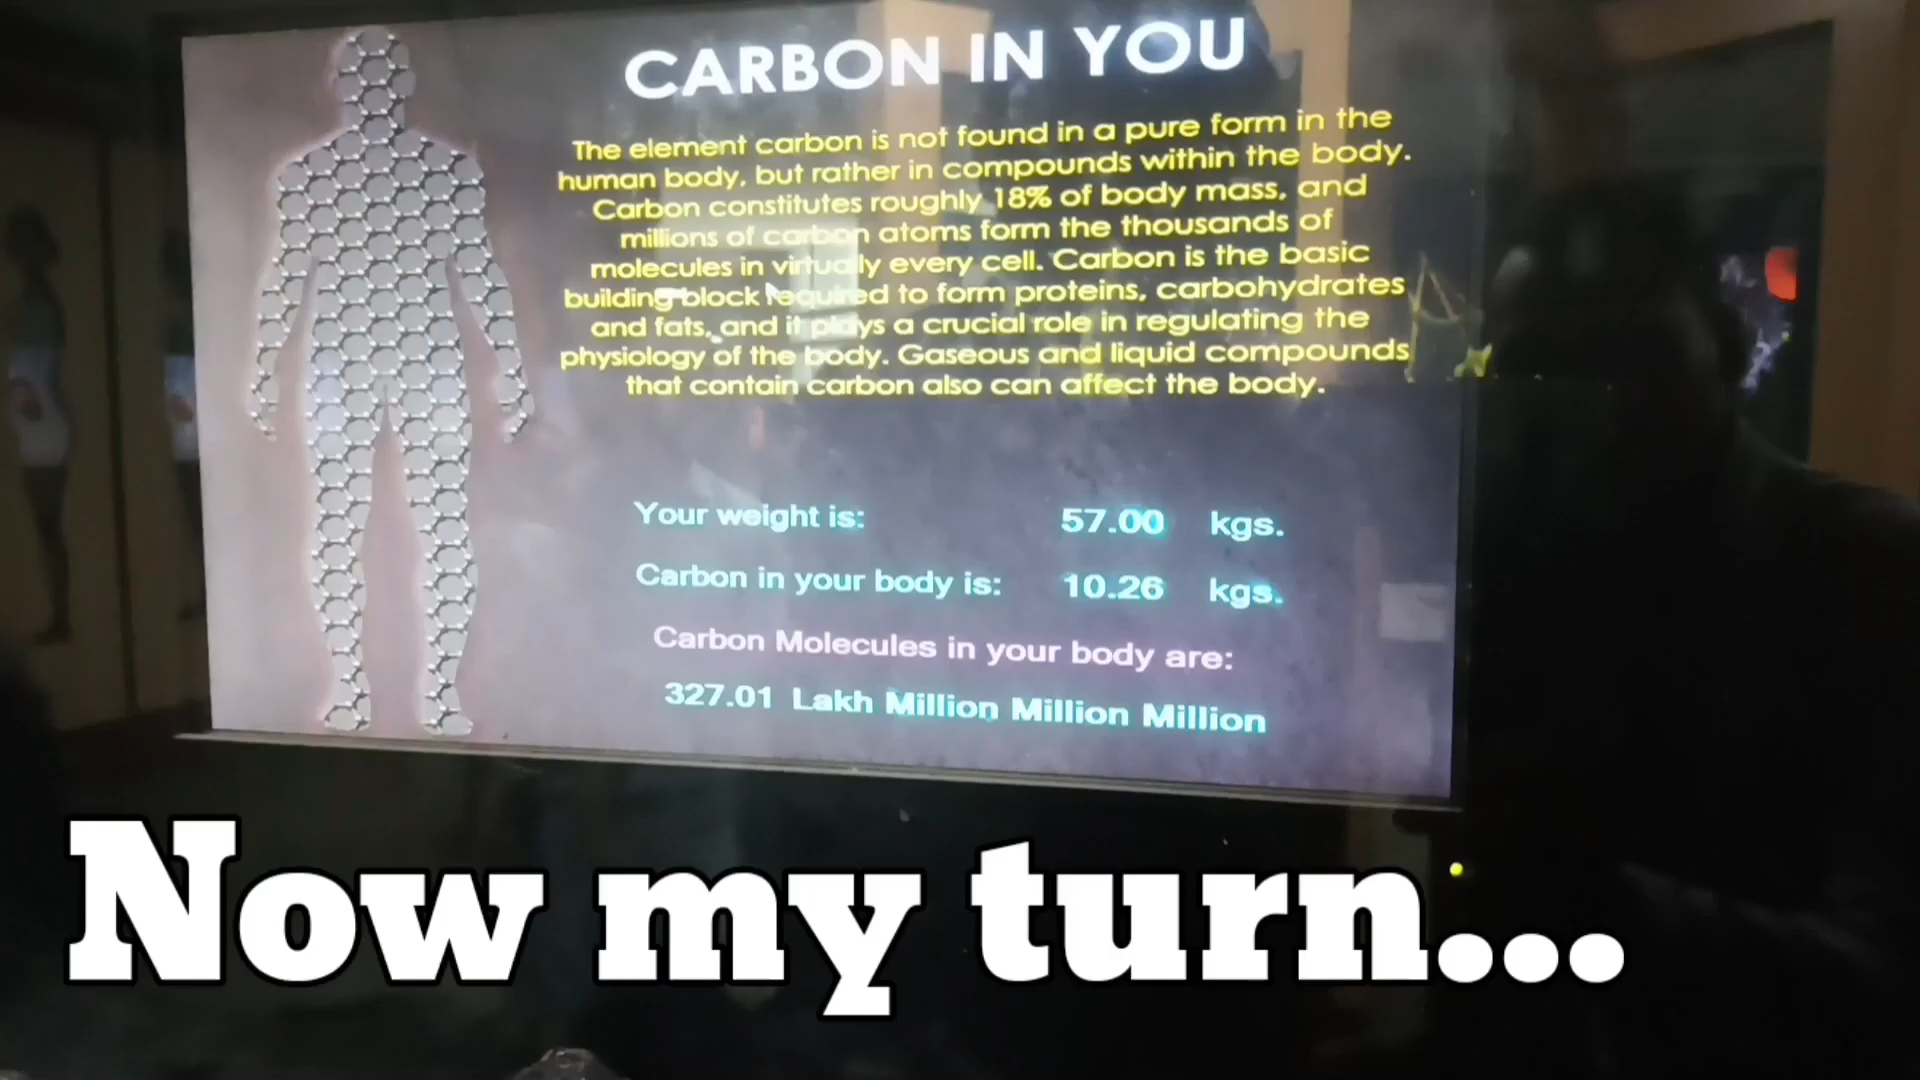 CARBON IN YOU
The element carbon is not found in a pure form in the
human body, but rather in compounds within the body.
Carbon constitutes roughly 18% of body mass, and
millions of carbon atoms form the thousands of
molecules in virtually every cell. Carbon is the basic
building block required to form proteins, carbohydrates
and fats, and it plays a crucial role in regulating the
physiology of the body. Gaseous and liquid compounds
that contain carbon also can affect the body.
Your weight is: 57.00 kgs.
Carbon in your body is: 10.26 kgs.
Carbon Molecules in your body are:
327.01 Lakh Million Million Million
Now my turn...